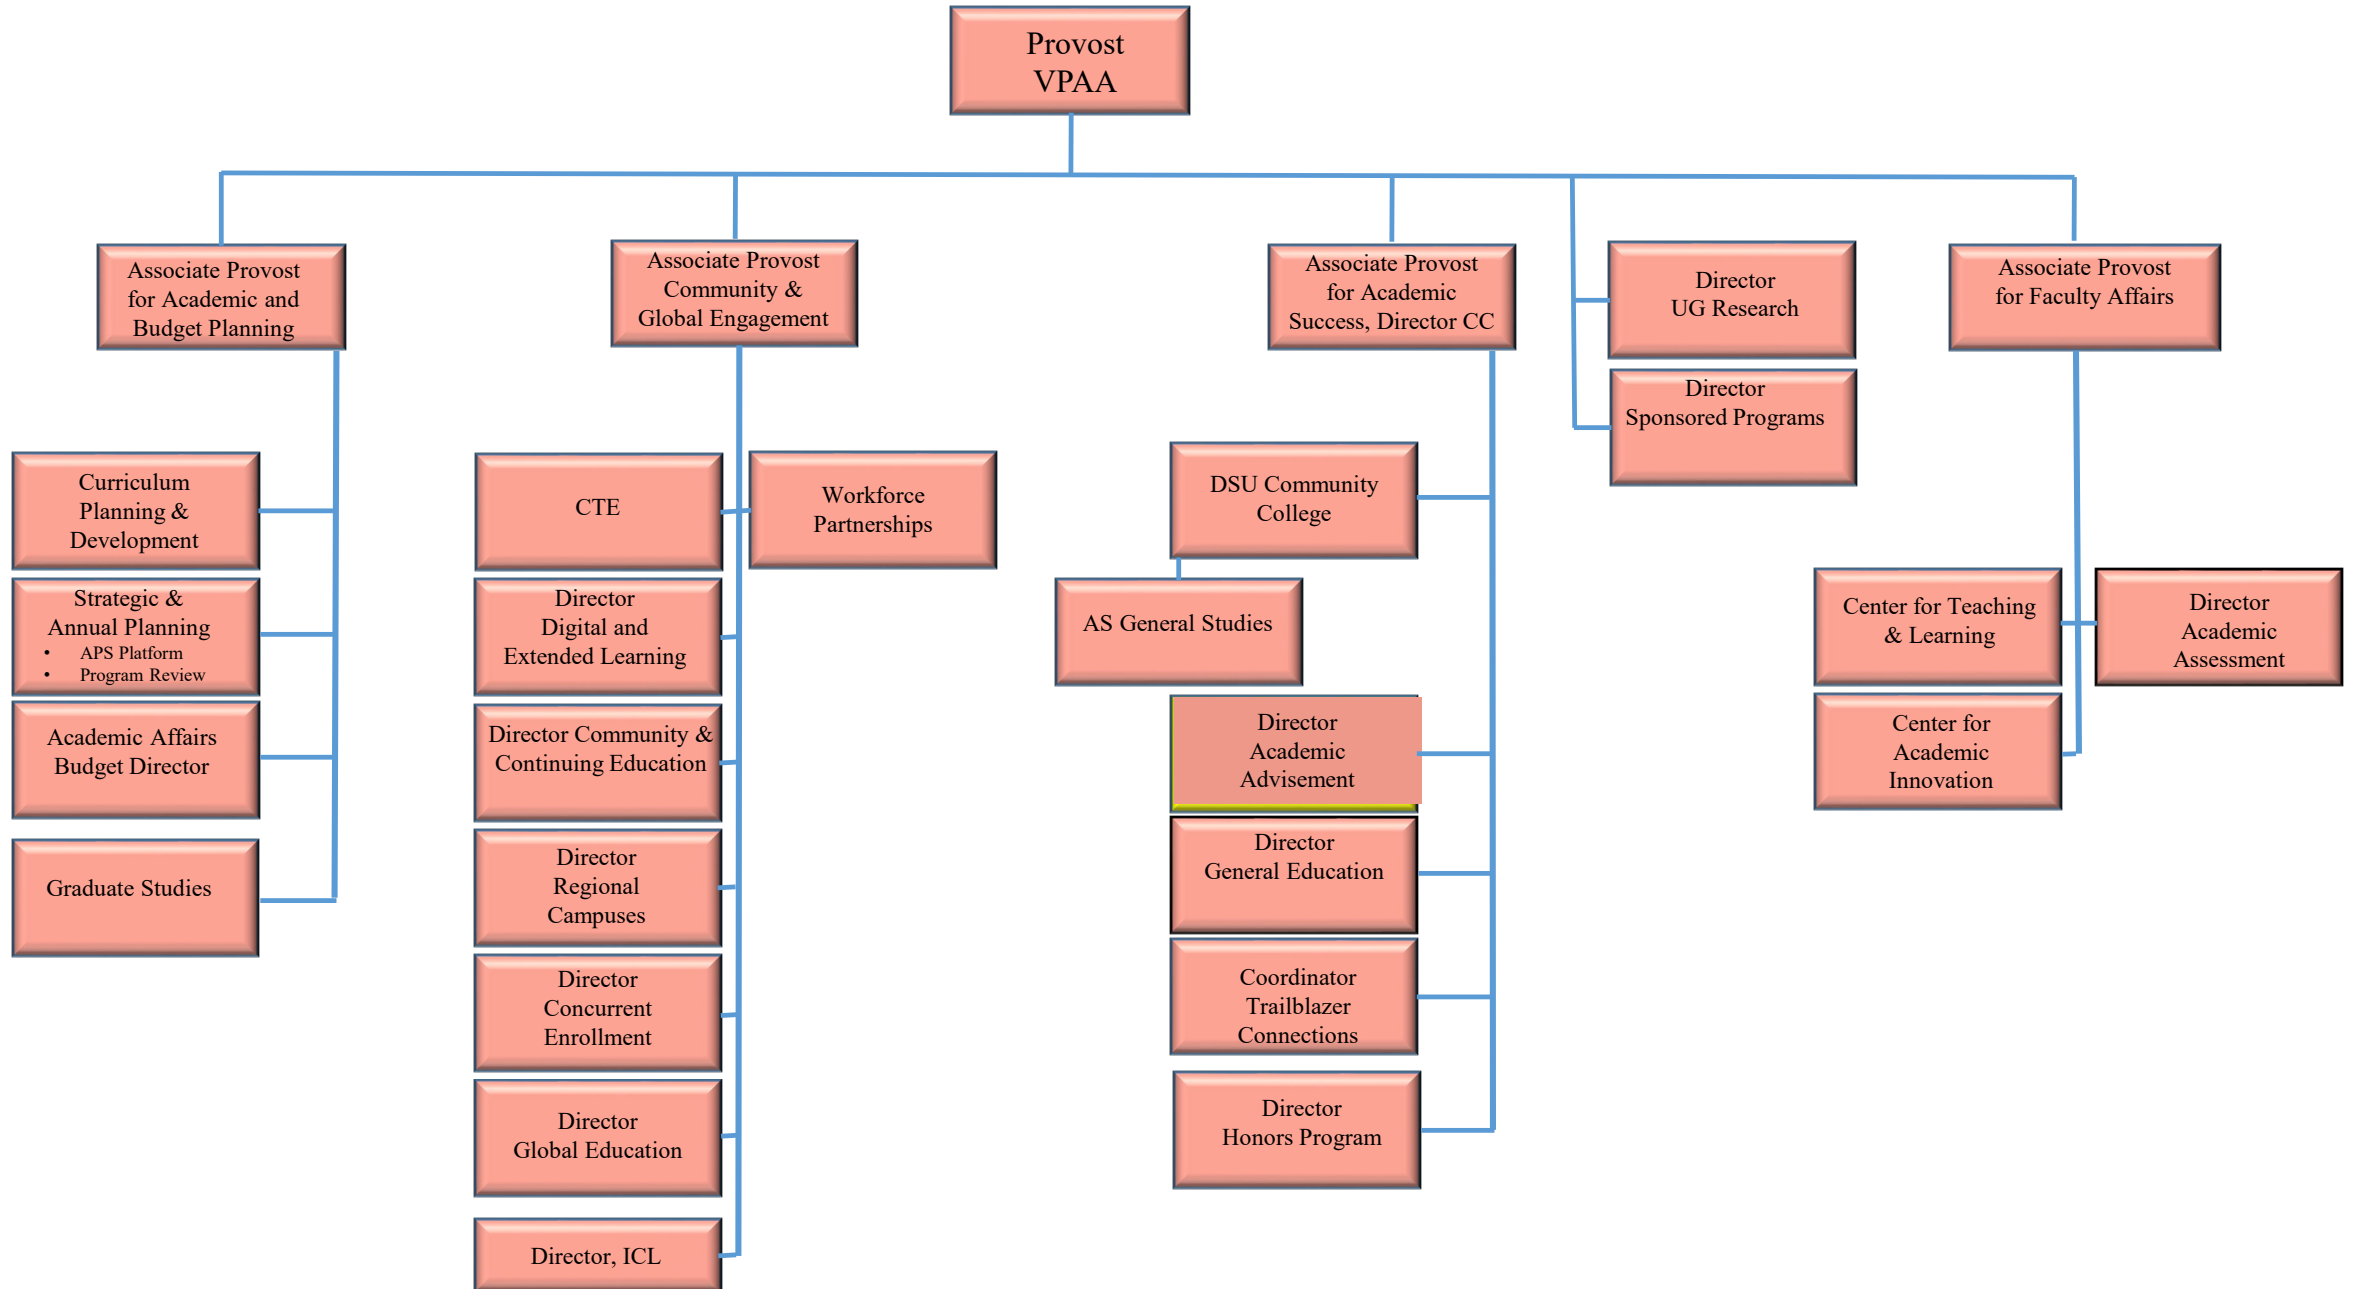 Provost
VPAA
Associate Provost
for Academic and
Budget Planning
Associate Provost
Community &
Global Engagement
Associate Provost
for Academic
Success, Director CC
Director
UG Research
Director
Sponsored Programs
Associate Provost
for Faculty Affairs
Curriculum
Planning &
Development
Strategic &
Annual Planning
• APS Platform
• Program Review
Academic Affairs
Budget Director
Graduate Studies
CTE
Workforce
Partnerships
Director
Digital and
Extended Learning
Director Community &
Continuing Education
Director
Regional
Campuses
Director
Concurrent
Enrollment
Director
Global Education
Director, ICL
DSU Community
College
AS General Studies
Director
Academic
Advisement
Director
General Education
Coordinator
Trailblazer
Connections
Director
Honors Program
Center for Teaching
& Learning
Director
Academic
Assessment
Center for
Academic
Innovation